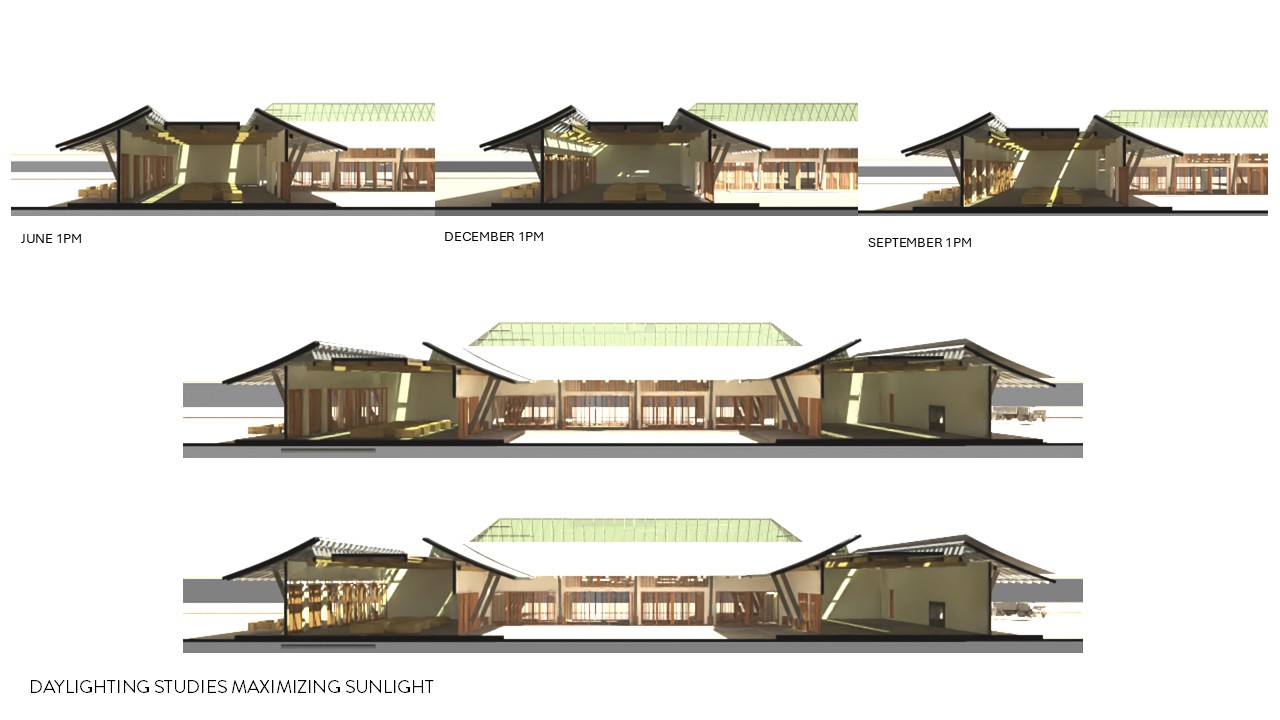 JUNE 1PM
DECEMBER 1PM
SEPTEMBER 1PM
DAYLIGHTING STUDIES MAXIMIZING SUNLIGHT